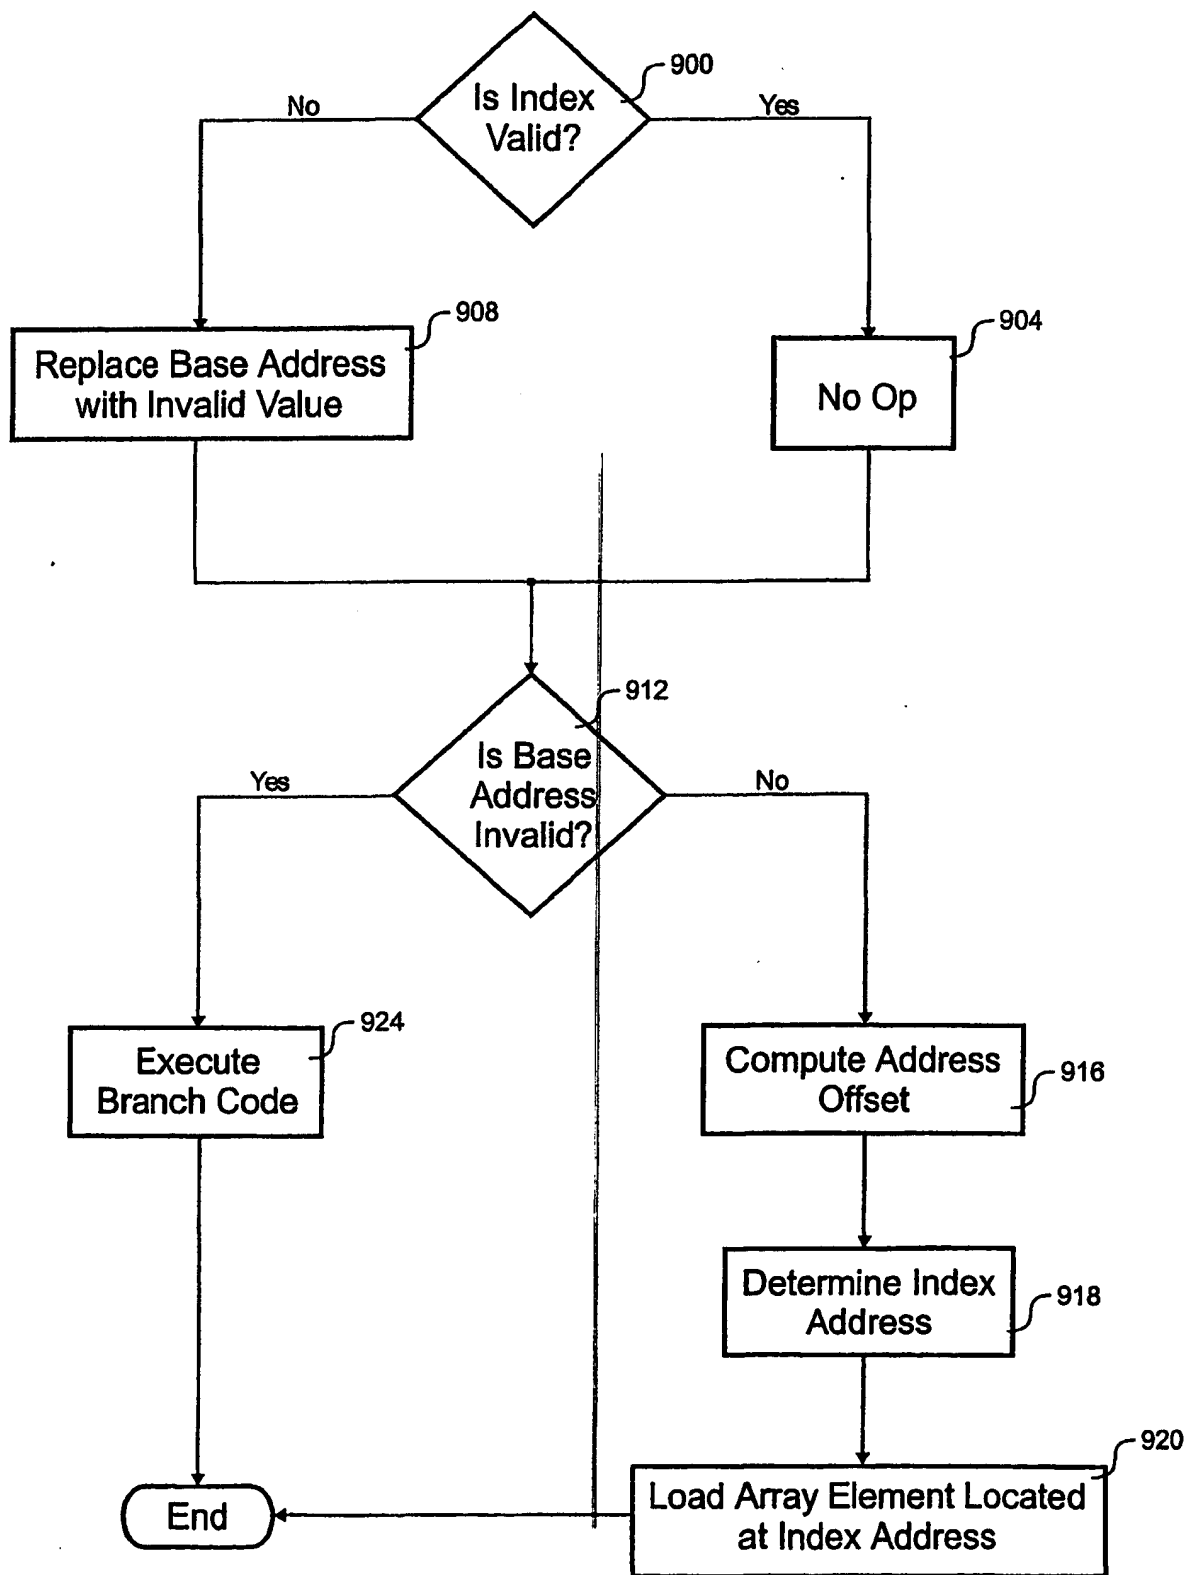 900
Is Index
Valid?
No
Yes
908
Replace Base Address
with Invalid Value
904
No Op
912
Is Base
Address
Invalid?
Yes
No
924
Execute
Branch Code
Compute Address
Offset
916
Determine Index
Address
918
920
Load Array Element Located
at Index Address
End